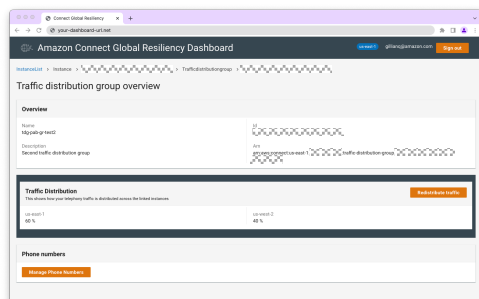 Connect Global Resiliency
your-dashboard-url.net
Amazon Connect Global Resiliency Dashboard
us-east-1
Sign out
InstanceList > Instance > > Trafficdistributiongroup >
Traffic distribution group overview
Overview
Name
tdg-pab-gr-test2
Id
Description
Second traffic distribution group
Arn
arn:aws:connect:us-east-1: :traffic-distribution-group
Traffic Distribution
This shows how your telephony traffic is distributed across the linked instances
Redistribute traffic
us-east-1
60 %
us-west-2
40 %
Phone numbers
Manage Phone Numbers